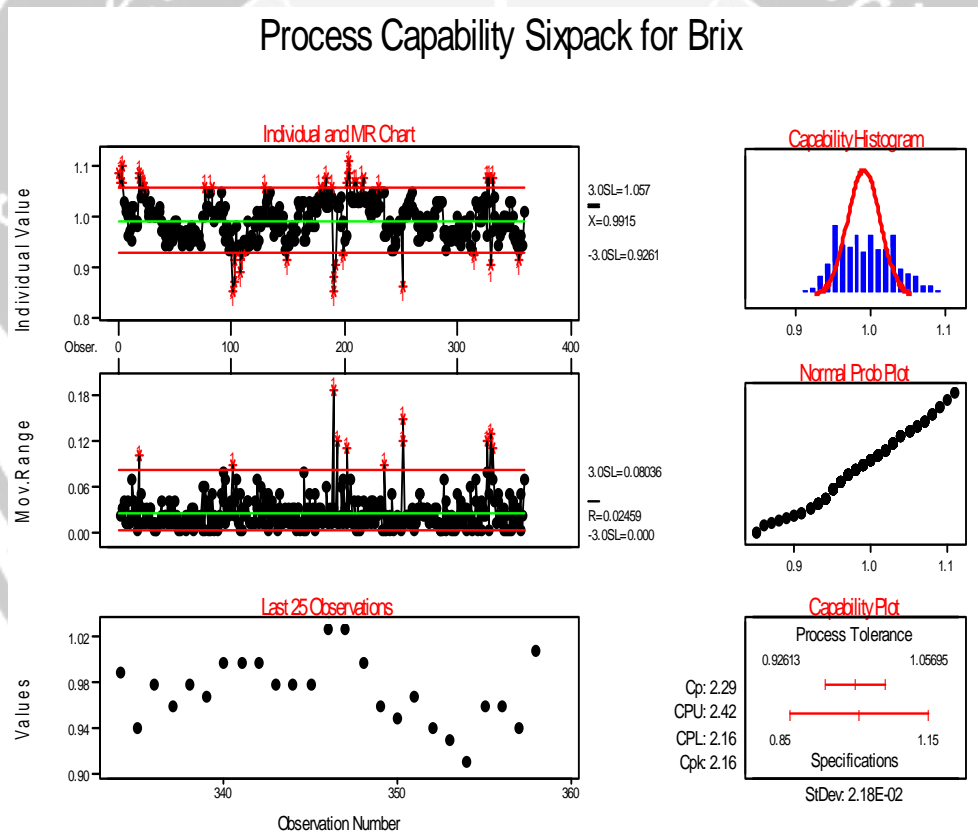 Process Capability Sixpack for Brix
Individual and MR Chart
Individual Value
1.1
1.0
0.9
0.8
3.0SL=1.057
X=0.9915
-3.0SL=0.9261
Obser. 0 100 200 300 400
Mov.Range
0.18
0.12
0.06
0.00
3.0SL=0.08036
R=0.02459
-3.0SL=0.000
Last 25 Observations
Values
1.02
0.98
0.94
0.90
340 350 360
Observation Number
Capability Histogram
0.9 1.0 1.1
Normal Prob Plot
0.9 1.0 1.1
Capability Plot
Process Tolerance
0.92613 1.05695
Cp: 2.29
CPU: 2.42
CPL: 2.16
Cpk: 2.16
0.85 1.15
Specifications
StDev: 2.18E-02